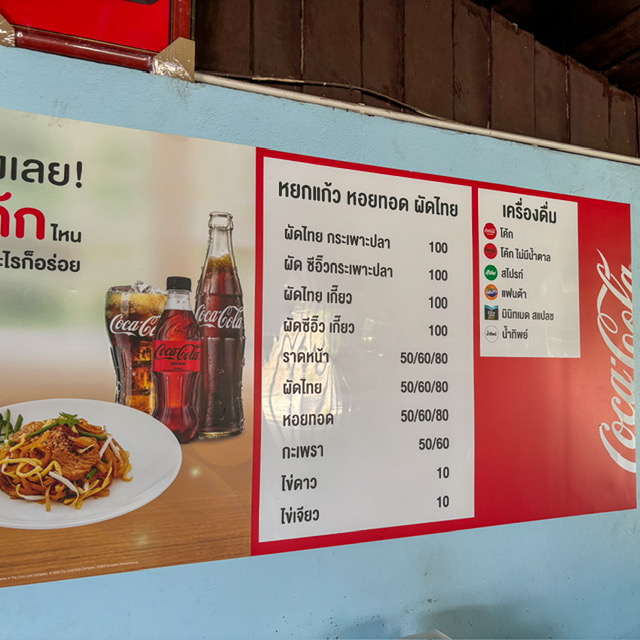 เลย!
ไหน
ะไรก็อร่อย
Coca-Cola
Coca-Cola
Coca-Cola
หยกแก้ว หอยทอด ผัดไทย
ผัดไทย กระเพาะปลา 100
ผัด ซีอิ๊วกระเพาะปลา 100
ผัดไทย เกี๊ยว 100
ผัดซีอิ๊ว เกี๊ยว 100
ราดหน้า 50/60/80
ผัดไทย 50/60/80
หอยทอด 50/60/80
กะเพรา 50/60
ไข่ดาว 10
ไข่เจียว 10
เครื่องดื่ม
โค้ก
โค้ก ไม่มีน้ำตาล
สไปรท์
แฟนต้า
มินิทเมด สแปลช
น้ำทิพย์
Coca-Cola